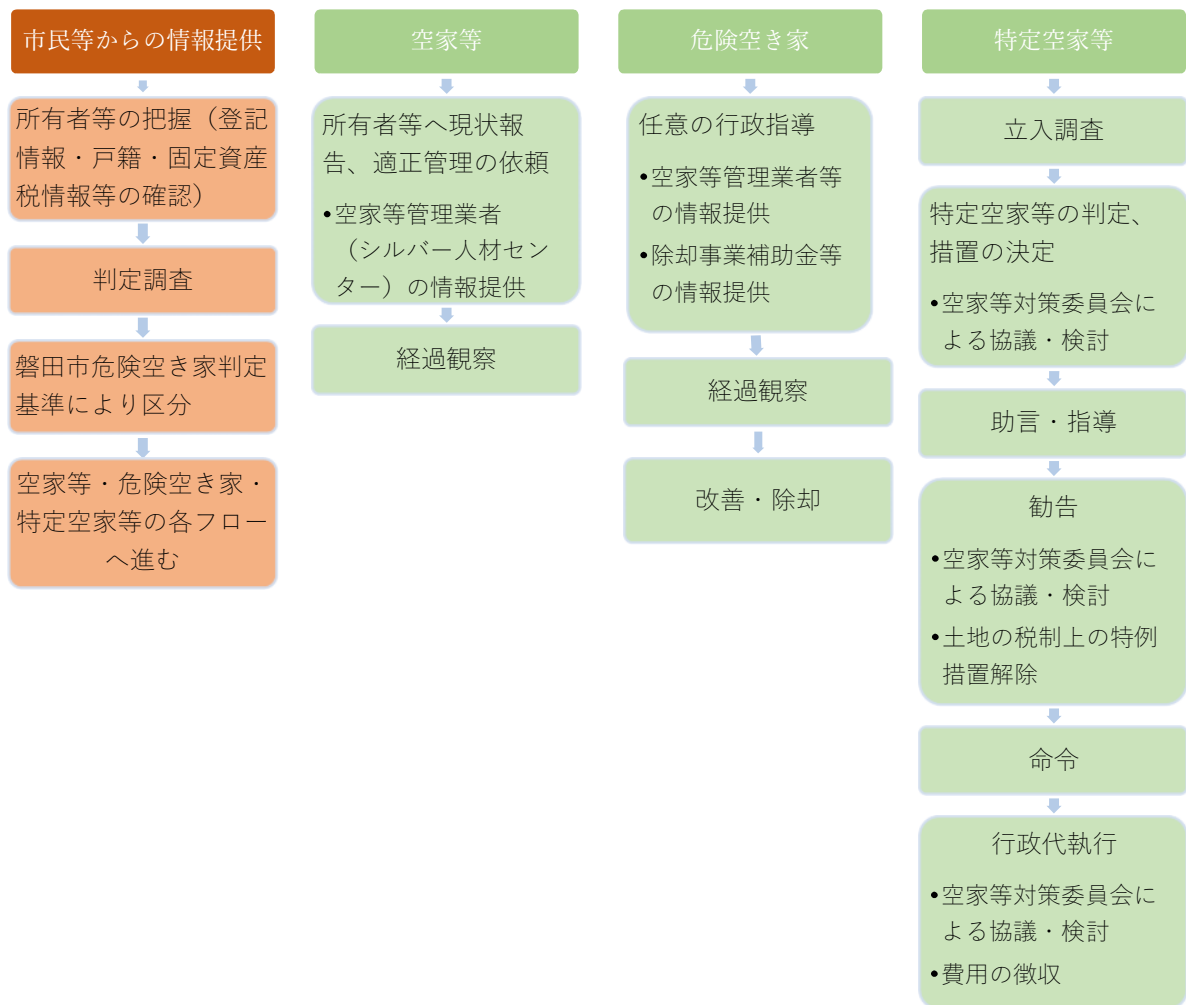 市民等からの情報提供
所有者等の把握（登記
情報・戸籍・固定資産
税情報等の確認）
判定調査
磐田市危険空き家判定
基準により区分
空家等・危険空き家・
特定空家等の各フロー
へ進む
空家等
所有者等へ現状報
告、適正管理の依頼
•空家等管理業者
（シルバー人材セン
ター）の情報提供
経過観察
危険空き家
任意の行政指導
•空家等管理業者等
の情報提供
•除却事業補助金等
の情報提供
経過観察
改善・除却
特定空家等
立入調査
特定空家等の判定、
措置の決定
•空家等対策委員会に
よる協議・検討
助言・指導
勧告
•空家等対策委員会に
よる協議・検討
•土地の税制上の特例
措置解除
命令
行政代執行
•空家等対策委員会に
よる協議・検討
•費用の徴収